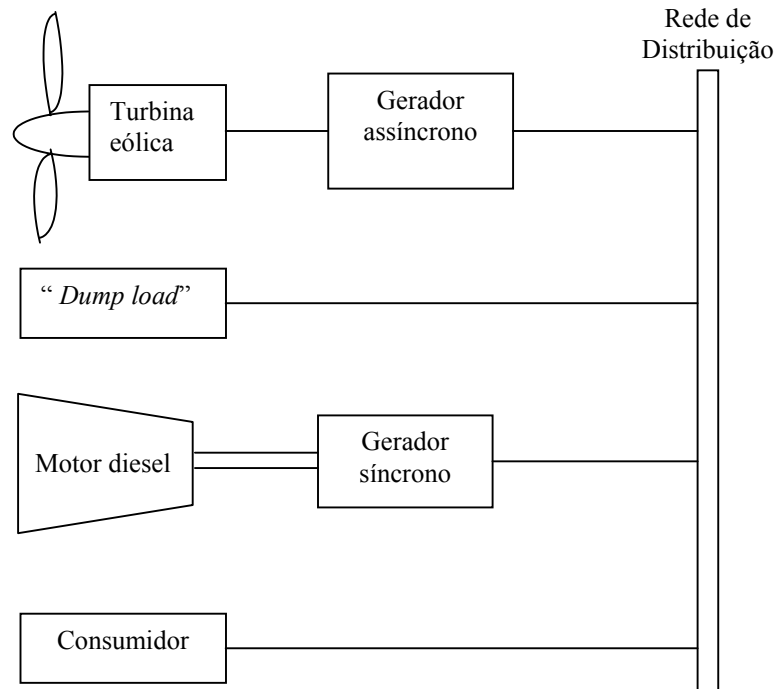 Rede de
Distribuição
Turbina
eólica
Gerador
assíncrono
“ Dump load”
Motor diesel
Gerador
síncrono
Consumidor